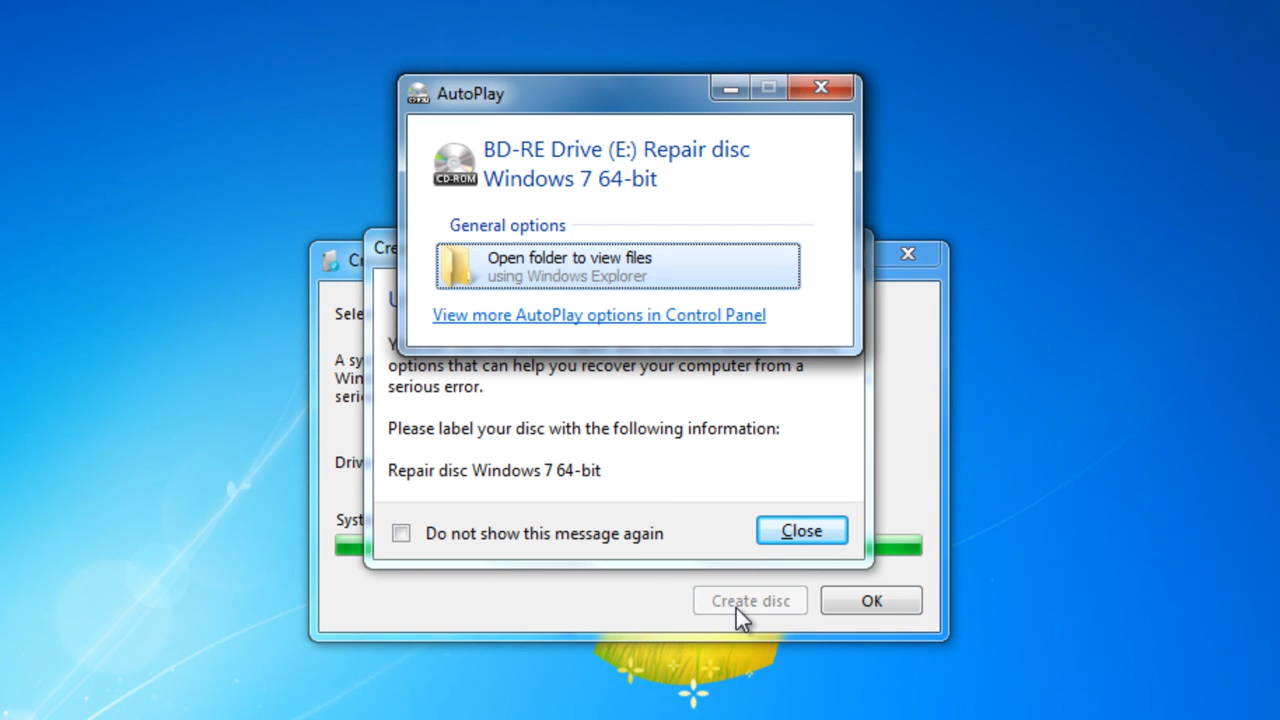 AutoPlay
BD-RE Drive (E:) Repair disc
Windows 7 64-bit
CD-ROM
General options
Open folder to view files
using Windows Explorer
View more AutoPlay options in Control Panel
Cre
options that can help you recover your computer from a
serious error.
Please label your disc with the following information:
Repair disc Windows 7 64-bit
Do not show this message again
Close
Sele
A sy
Win
seri
Driv
Syst
Create disc
OK